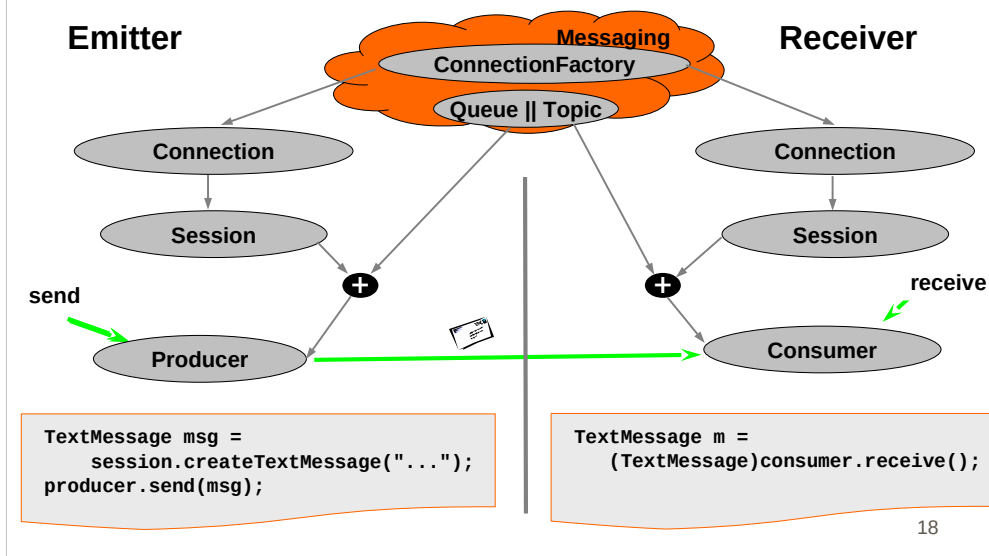 Emitter
Messaging
Receiver
ConnectionFactory
Queue || Topic
Connection
Connection
Session
Session
+
+
send
receive
Producer
Consumer
TextMessage msg =
session.createTextMessage("...");
producer.send(msg);
TextMessage m =
(TextMessage)consumer.receive();
18